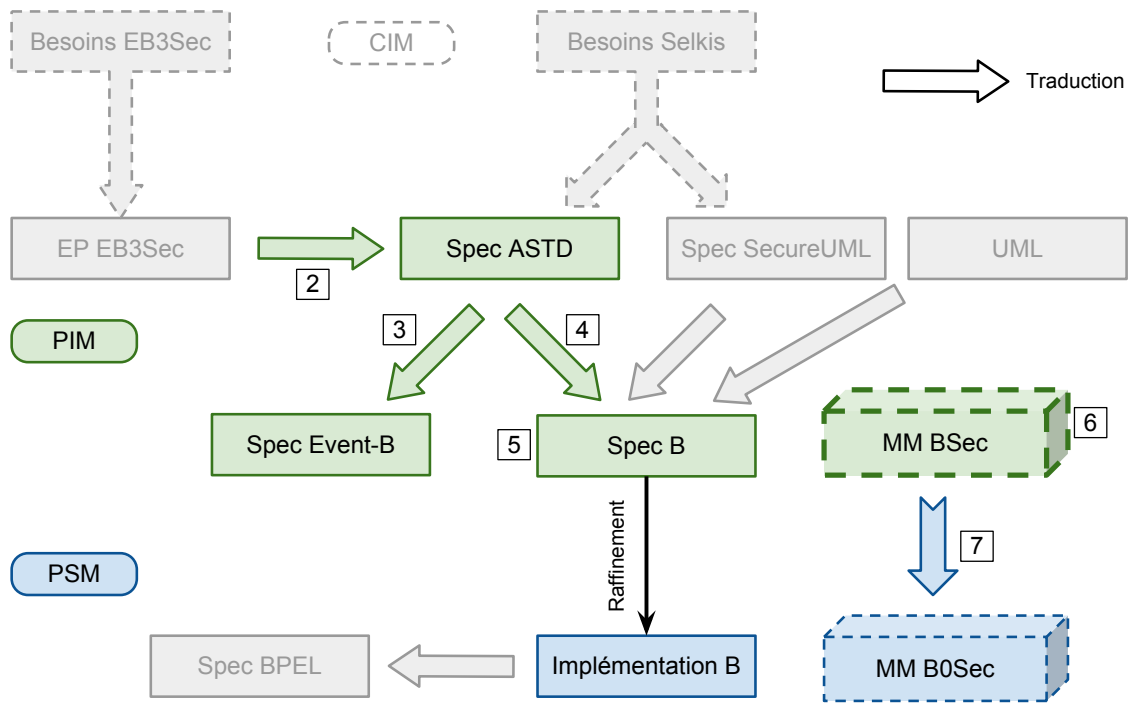 Besoins EB3Sec
CIM
Besoins Selkis
Traduction
EP EB3Sec
Spec ASTD
Spec SecureUML
UML
2
3
4
PIM
Spec Event-B
5
Spec B
MM BSec
6
Raffinement
7
PSM
Spec BPEL
Implémentation B
MM B0Sec